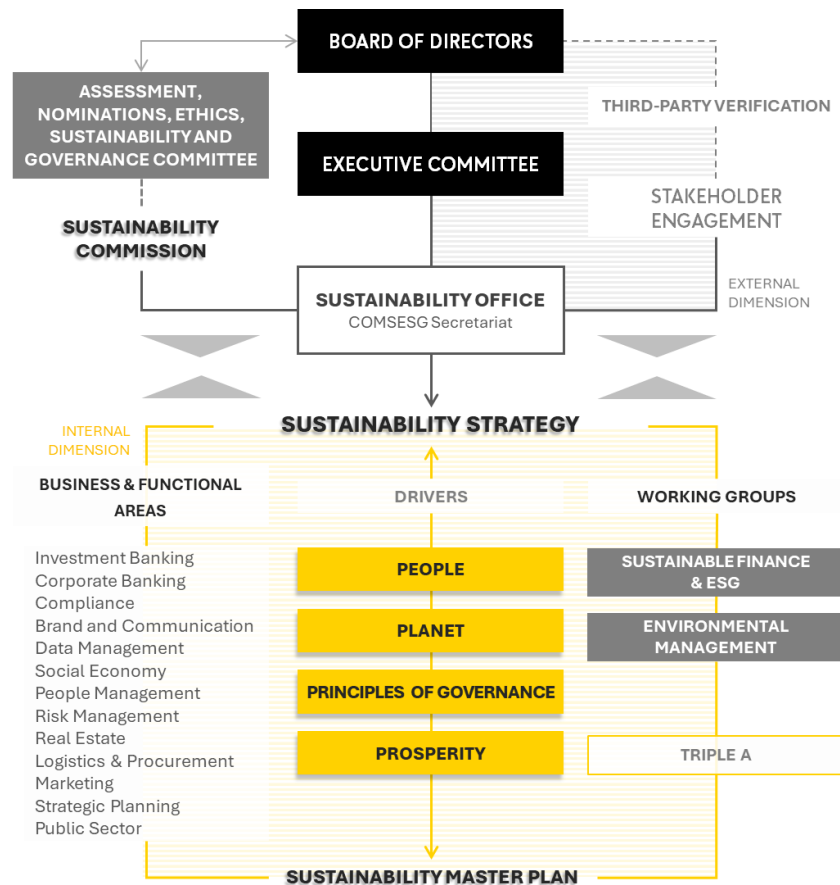 BOARD OF DIRECTORS
ASSESSMENT,
NOMINATIONS, ETHICS,
SUSTAINABILITY AND
GOVERNANCE COMMITTEE
THIRD-PARTY VERIFICATION
EXECUTIVE COMMITTEE
STAKEHOLDER
ENGAGEMENT
SUSTAINABILITY
COMMISSION
SUSTAINABILITY OFFICE
COMSESG Secretariat
EXTERNAL
DIMENSION
SUSTAINABILITY STRATEGY
INTERNAL
DIMENSION
BUSINESS & FUNCTIONAL
AREAS
Investment Banking
Corporate Banking
Compliance
Brand and Communication
Data Management
Social Economy
People Management
Risk Management
Real Estate
Logistics & Procurement
Marketing
Strategic Planning
Public Sector
DRIVERS
PEOPLE
PLANET
PRINCIPLES OF GOVERNANCE
PROSPERITY
WORKING GROUPS
SUSTAINABLE FINANCE
& ESG
ENVIRONMENTAL
MANAGEMENT
TRIPLE A
SUSTAINABILITY MASTER PLAN